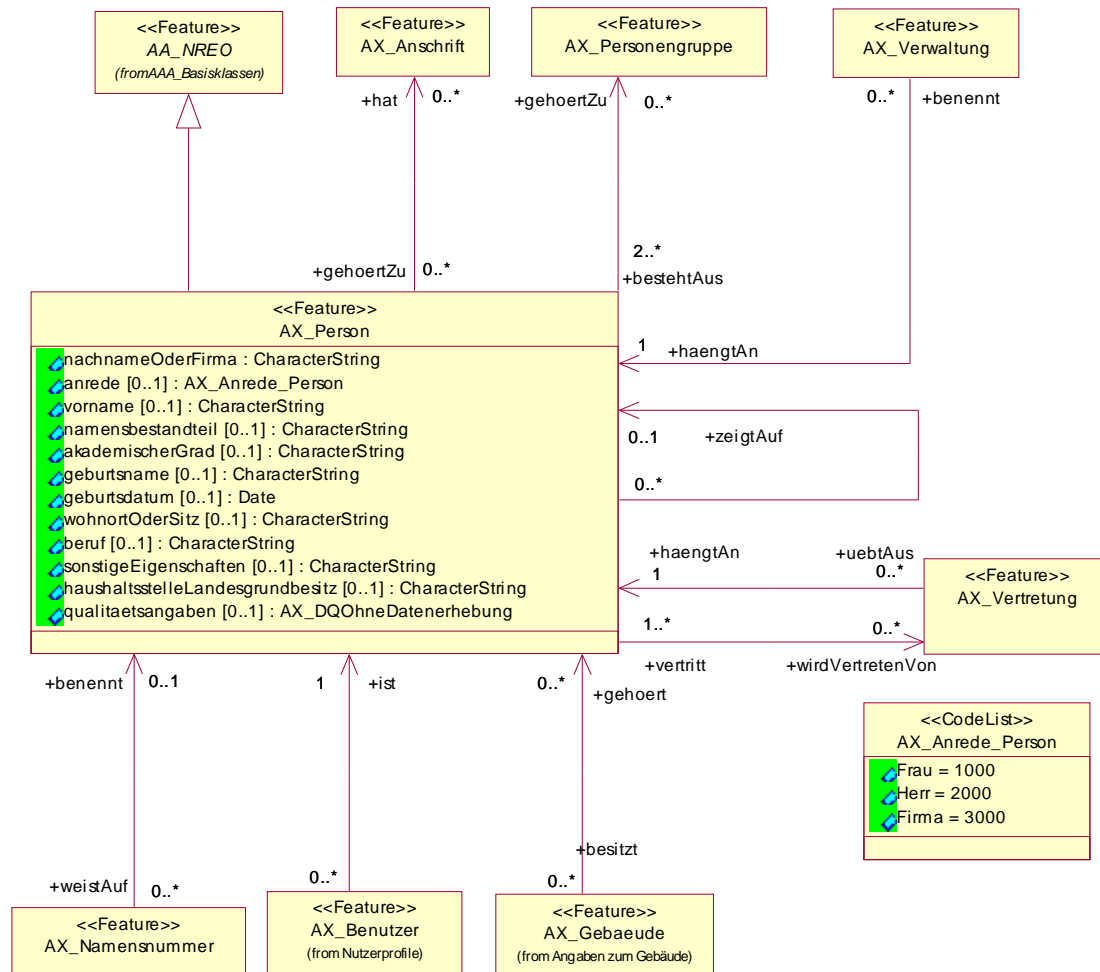 <<Feature>>
AA_NREO
(fromAAA_Basisklassen)
<<Feature>>
AX_Anschrift
<<Feature>>
AX_Personengruppe
<<Feature>>
AX_Verwaltung
+hat
0..*
+gehoertZu
0..*
0..*
+benennt
+gehoertZu
0..*
2..*
+bestehtAus
<<Feature>>
AX_Person
nachnameOderFirma : CharacterString
anrede [0..1] : AX_Anrede_Person
vorname [0..1] : CharacterString
namensbestandteil [0..1] : CharacterString
akademischerGrad [0..1] : CharacterString
geburtsname [0..1] : CharacterString
geburtsdatum [0..1] : Date
wohnortOderSitz [0..1] : CharacterString
beruf [0..1] : CharacterString
sonstigeEigenschaften [0..1] : CharacterString
haushaltsstelleLandesgrundbesitz [0..1] : CharacterString
qualitaetsangaben [0..1] : AX_DQOhneDatenerhebung
1
+haengtAn
0..1
+zeigtAuf
0..*
+haengtAn
1
+uebtAus
0..*
<<Feature>>
AX_Vertretung
1..*
+vertritt
0..*
+wirdVertretenVon
+benennt
0..1
1
+ist
0..*
+gehoert
<<CodeList>>
AX_Anrede_Person
Frau = 1000
Herr = 2000
Firma = 3000
+weistAuf
0..*
0..*
+besitzt
0..*
<<Feature>>
AX_Namensnummer
<<Feature>>
AX_Benutzer
(from Nutzerprofile)
<<Feature>>
AX_Gebaeude
(from Angaben zum Gebäude)